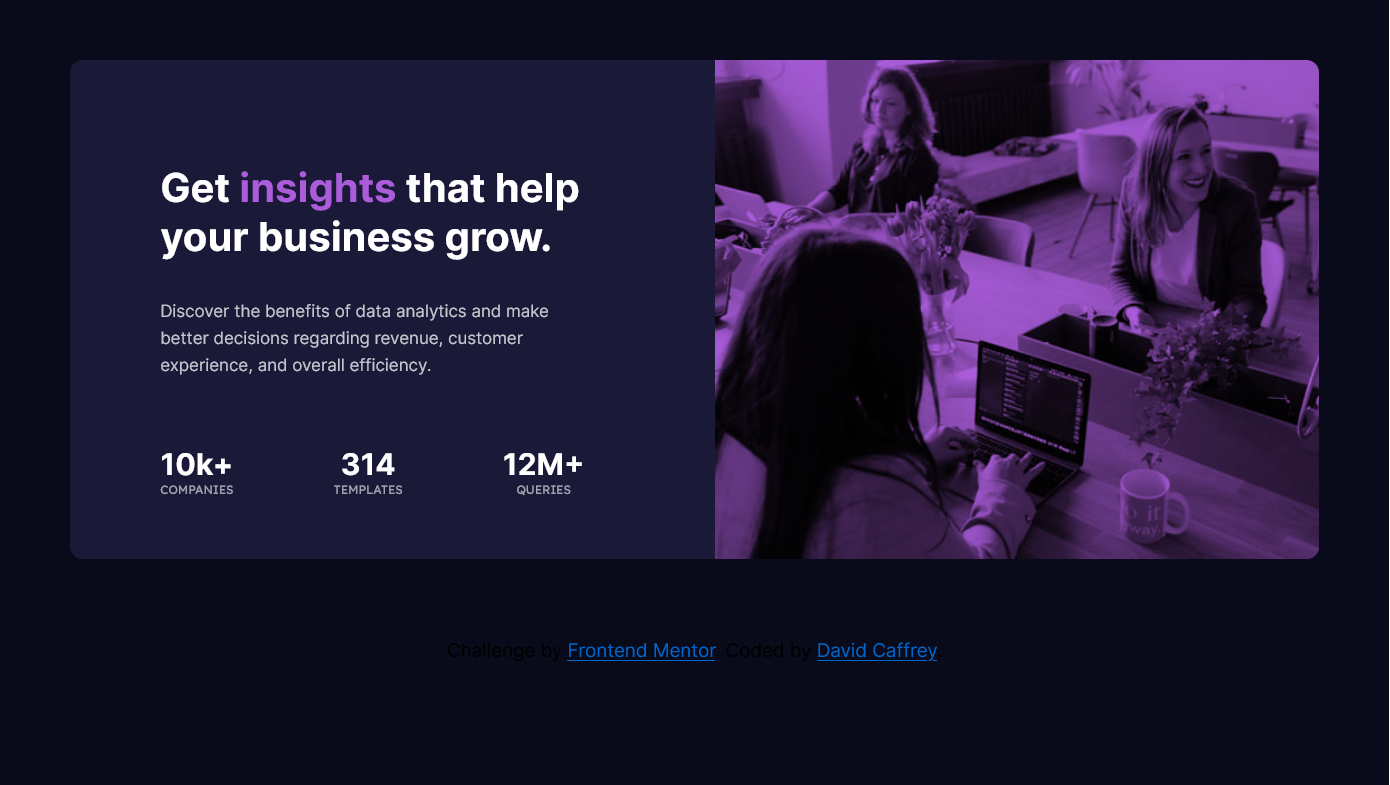 Get insights that help
your business grow.
Discover the benefits of data analytics and make
better decisions regarding revenue, customer
experience, and overall efficiency.
10k+ 314 12M+
COMPANIES TEMPLATES QUERIES
Challenge by Frontend Mentor. Coded by David Caffrey.